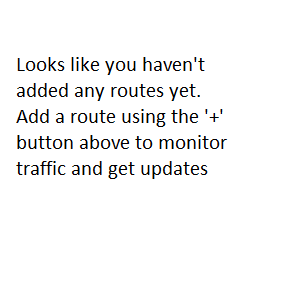 Looks like you haven't
added any routes yet.
Add a route using the '+'
button above to monitor
traffic and get updates